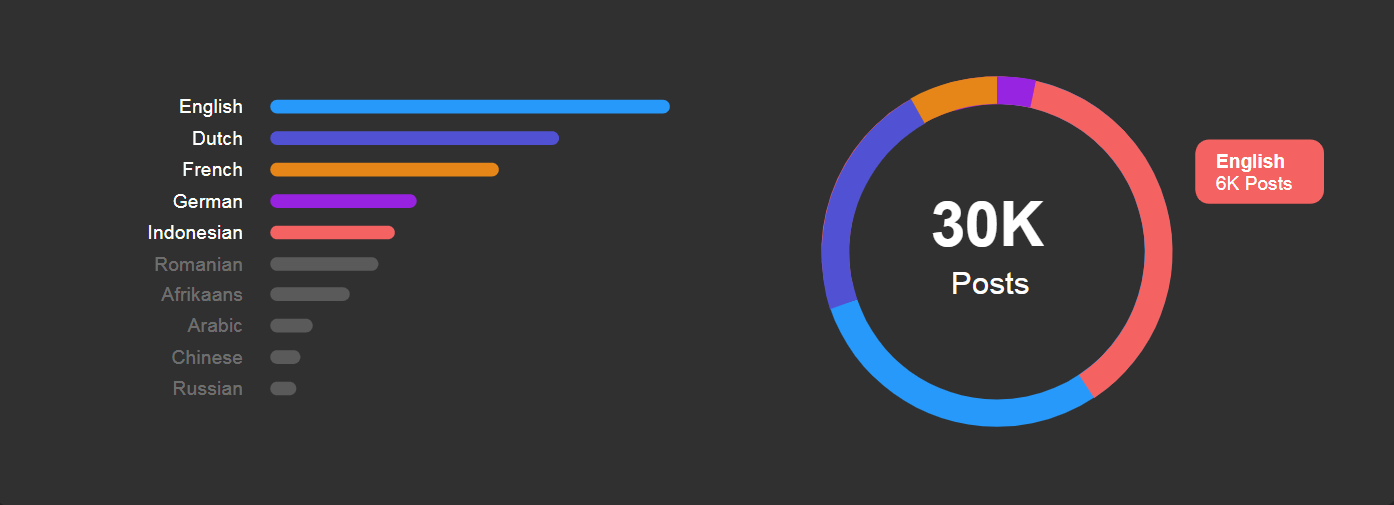 English
Dutch
French
German
Indonesian
Romanian
Afrikaans
Arabic
Chinese
Russian
30K
Posts
English
6K Posts